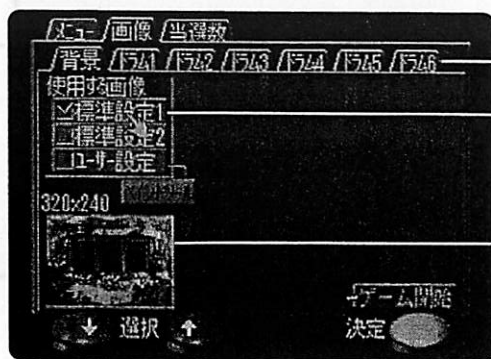 メニュー 画像 当選数
背景 ドラム1 ドラム2 ドラム3 ドラム4 ドラム5 ドラム6
使用する画像
標準設定1
標準設定2
ユーザー設定
320×240
ゲーム開始
↓ 選択 ↑ 決定